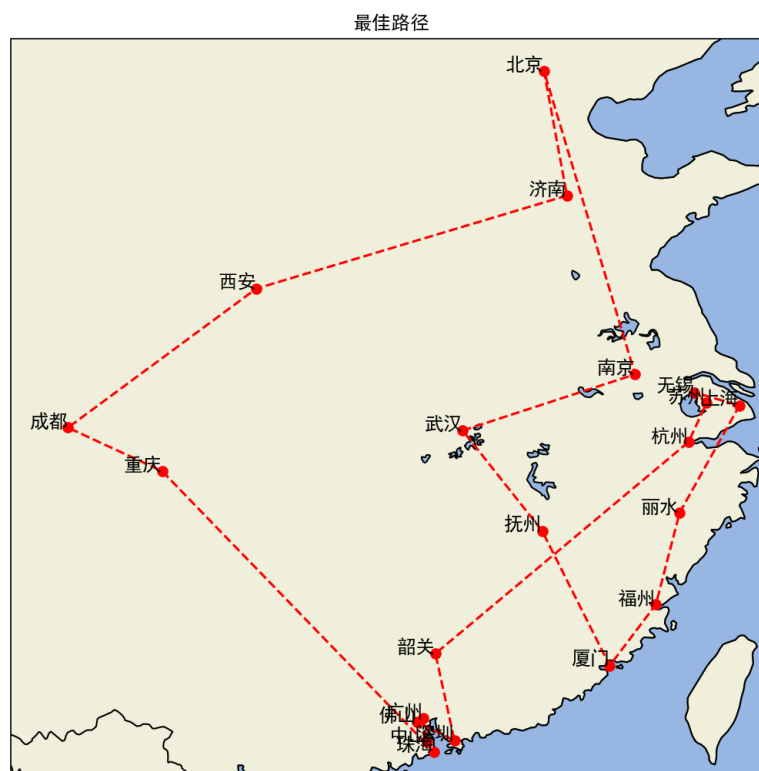 最佳路径
北京
济南
西安
南京
无锡
苏州
上海
成都
武汉
杭州
重庆
丽水
抚州
福州
韶关
厦门
广州
佛山
深圳
中山
珠海